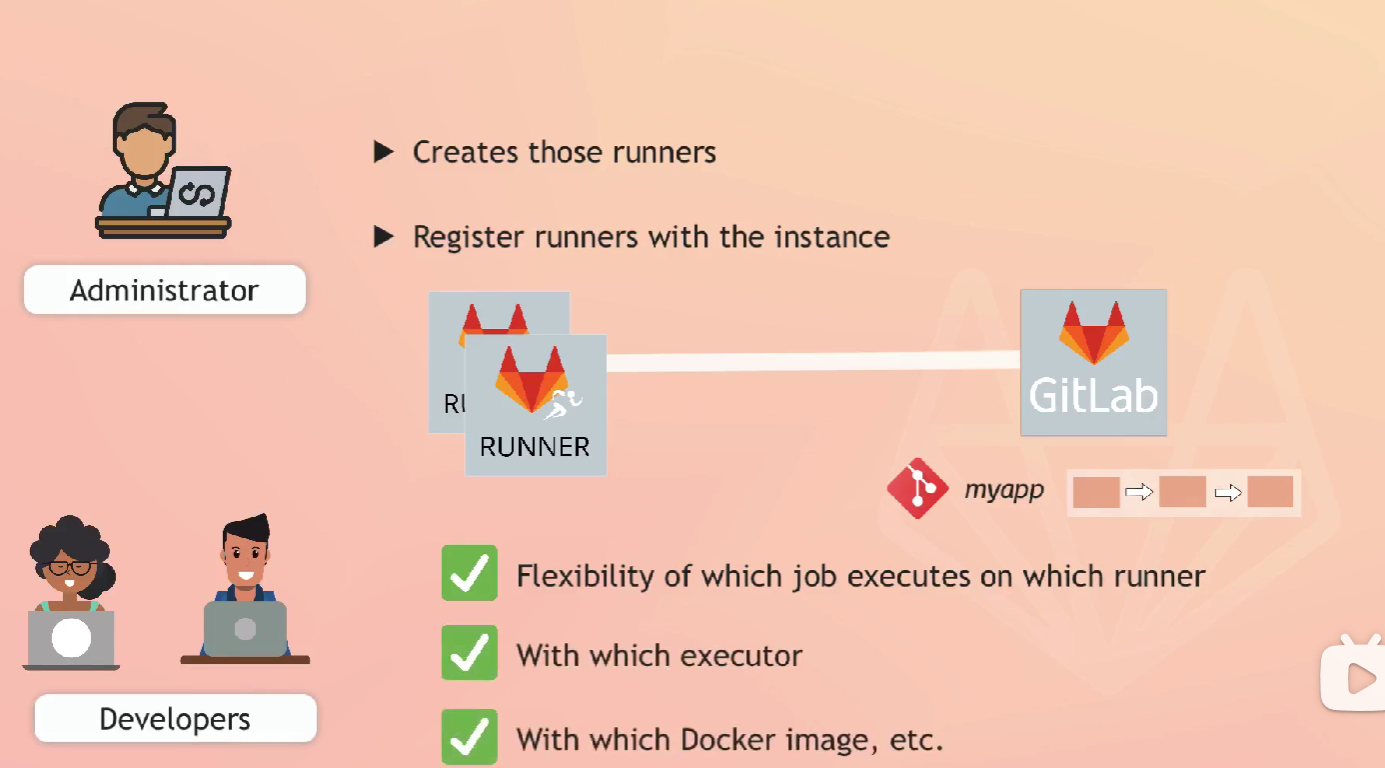 Creates those runners
Register runners with the instance
Administrator
RU
RUNNER
GitLab
myapp
Flexibility of which job executes on which runner
With which executor
With which Docker image, etc.
Developers